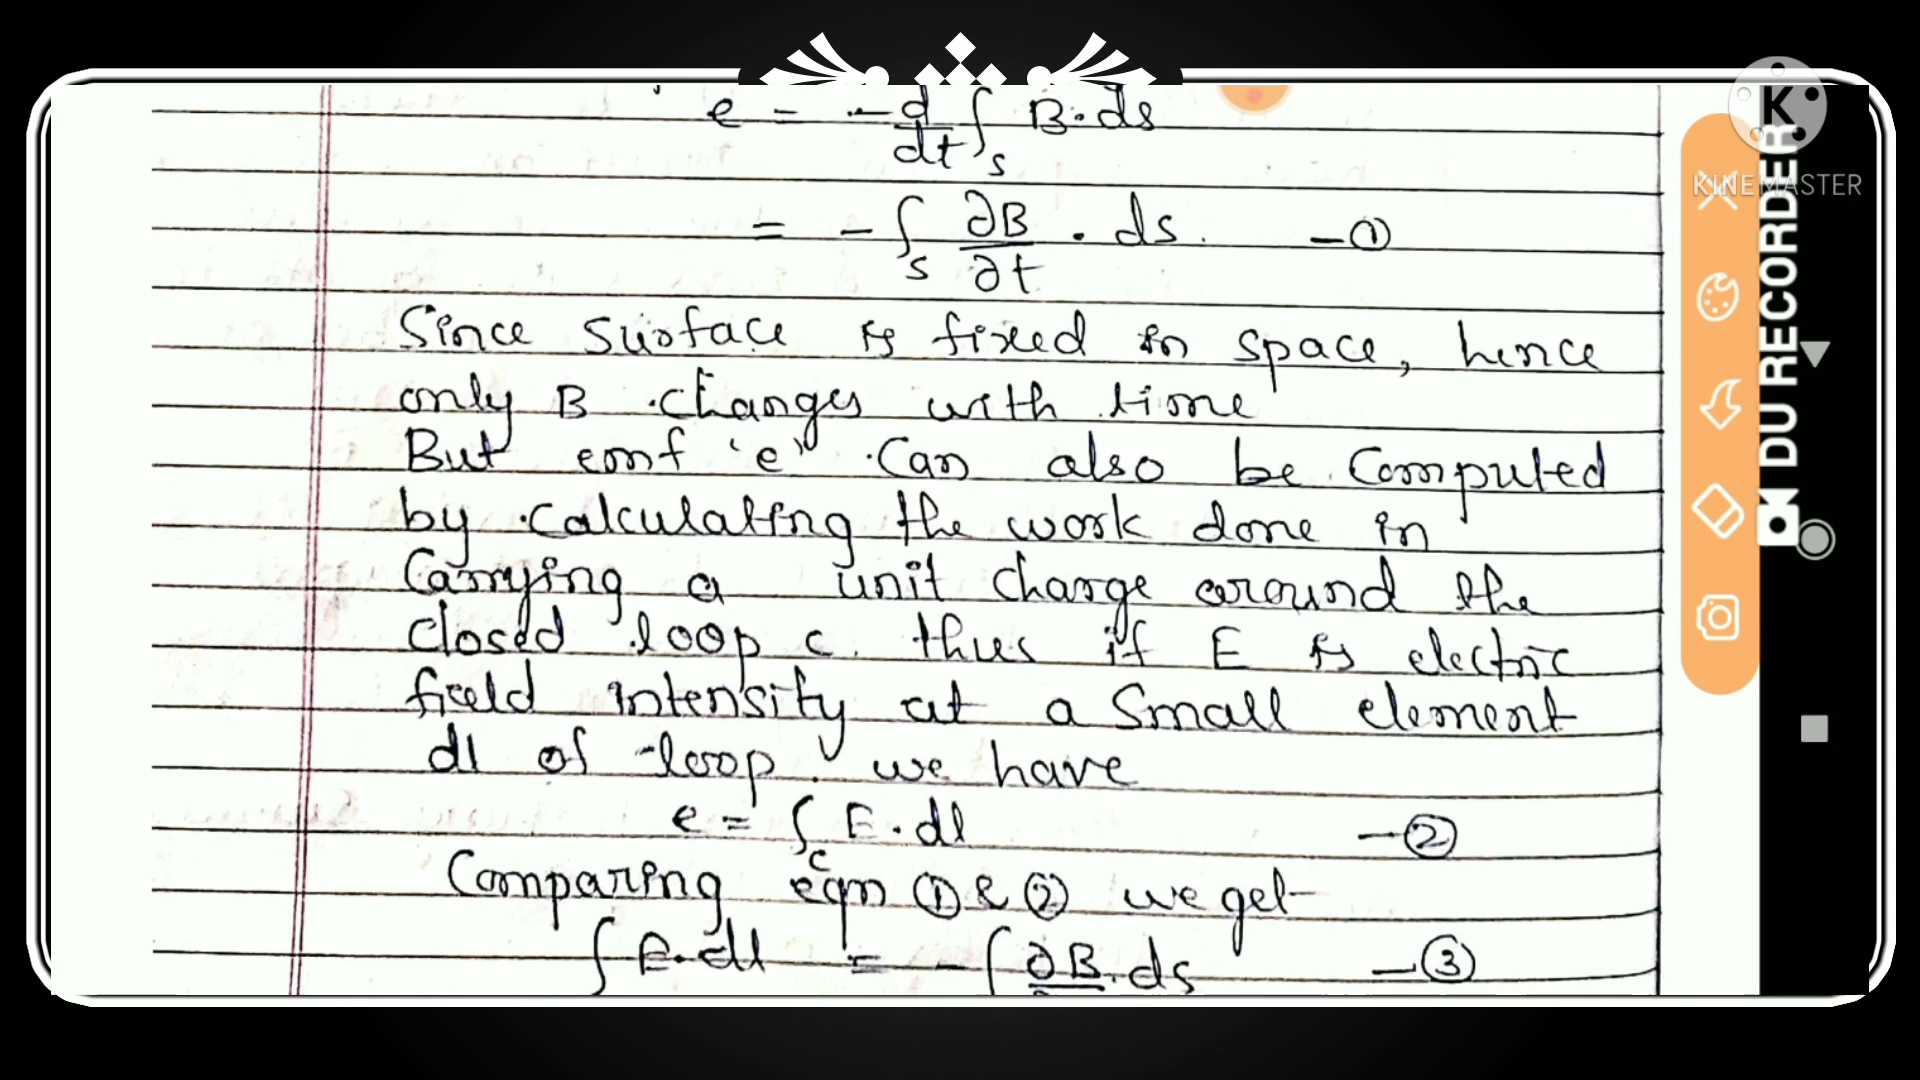 e = - d/dt ∫s B·ds
= - ∫s ∂B/∂t · ds. —①
Since surface is fixed in space, hence
only B changes with time
But emf 'e' can also be computed
by calculating the work done in
Carrying a unit charge around the
closed loop c. thus if E is electric
field intensity at a small element
dl of loop. we have
e = ∫c E·dl —②
Comparing eqn ① & ② we get
∫ E·dl = - ∫ ∂B·ds —③
K
KINEMASTER
DU RECORDER